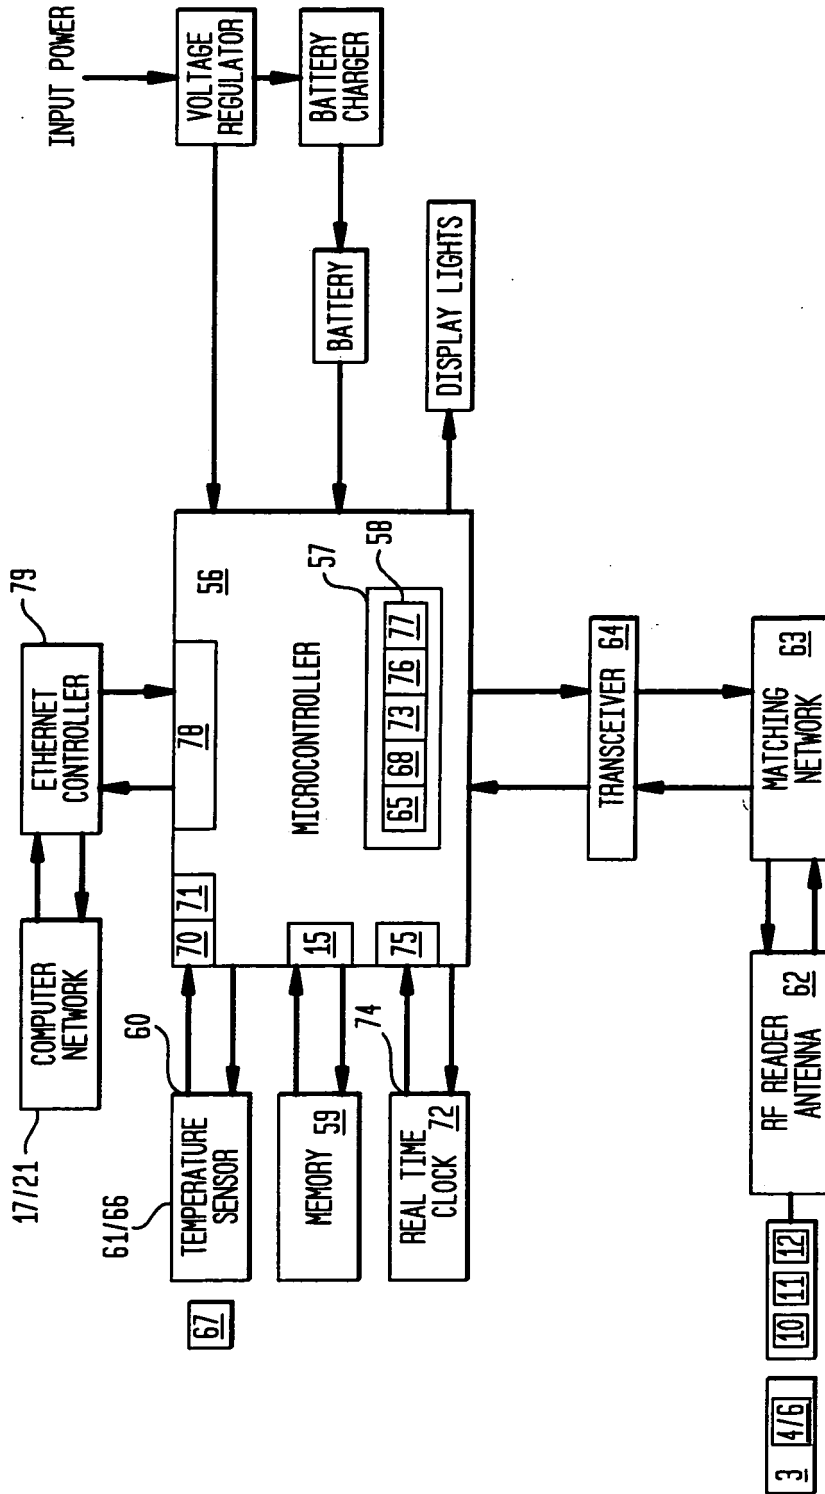 17/21
COMPUTER
NETWORK
ETHERNET
CONTROLLER
79
INPUT POWER
61/66
60
67
TEMPERATURE
SENSOR
70 71
78
56
VOLTAGE
REGULATOR
MEMORY 59
15
MICROCONTROLLER
57
58
BATTERY
BATTERY
CHARGER
74
REAL TIME
CLOCK 72
75
65 68 73 76 77
DISPLAY LIGHTS
TRANSCEIVER 64
3 4/6
10 11 12
RF READER
ANTENNA 62
MATCHING
NETWORK 63